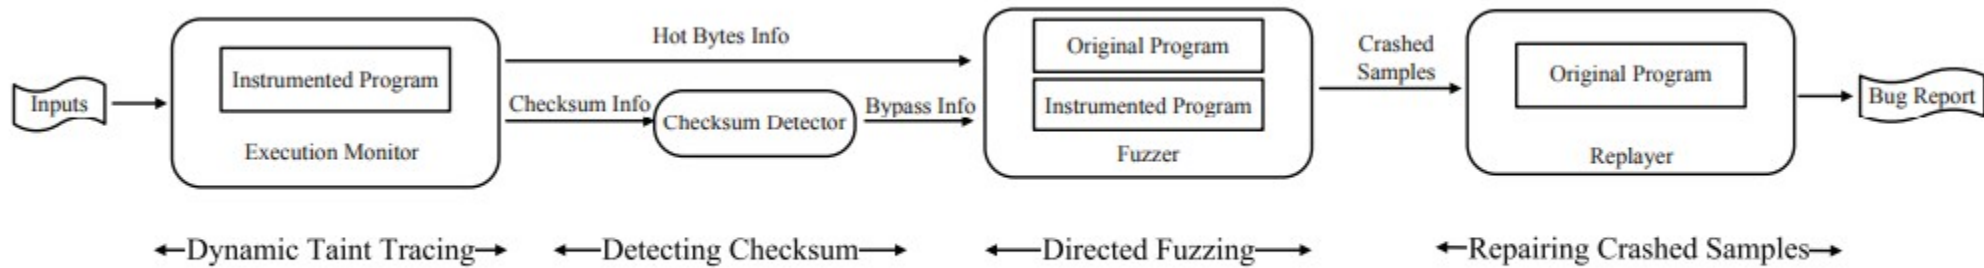 Inputs
Instrumented Program
Execution Monitor
Hot Bytes Info
Checksum Info
Checksum Detector
Bypass Info
Original Program
Instrumented Program
Fuzzer
Crashed
Samples
Original Program
Replayer
Bug Report
Dynamic Taint Tracing
Detecting Checksum
Directed Fuzzing
Repairing Crashed Samples